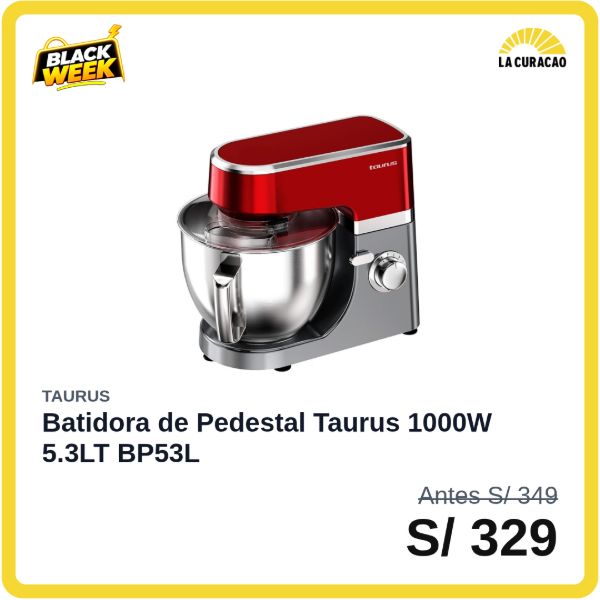 BLACK
WEEK
LA CURACAO
taurus
TAURUS
Batidora de Pedestal Taurus 1000W
5.3LT BP53L
Antes S/ 349
S/ 329